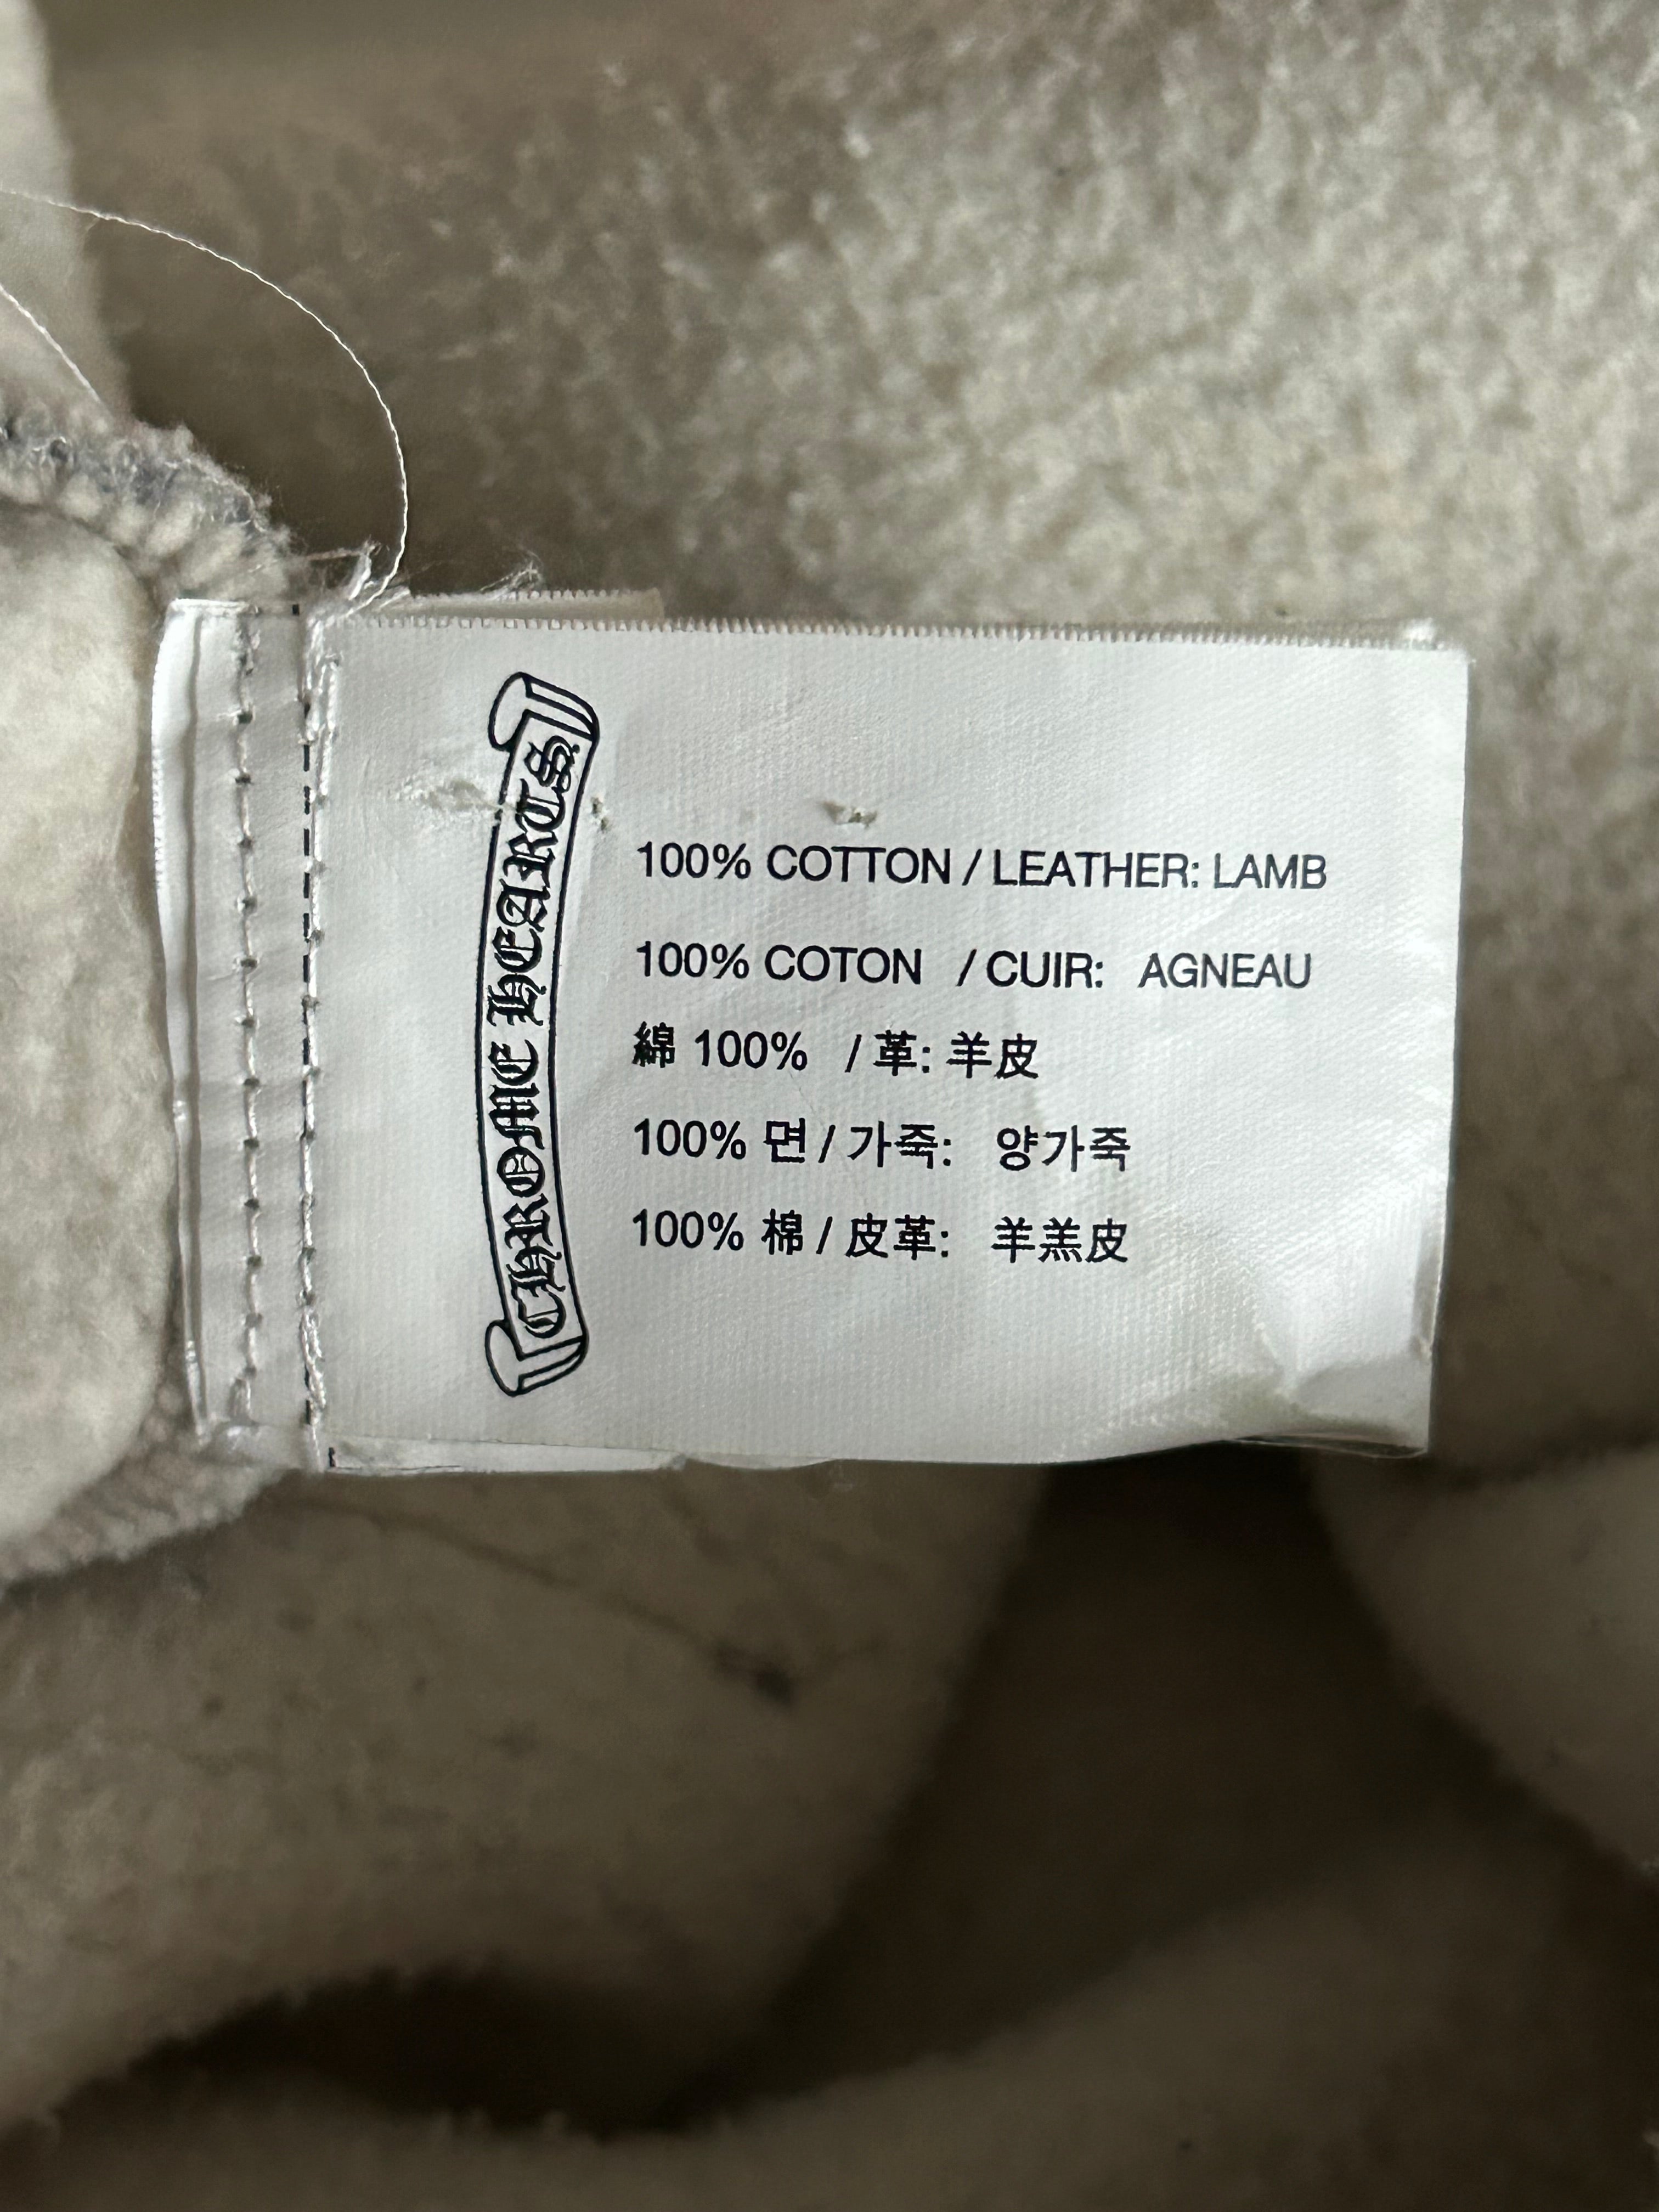 CHROME HEARTS
100% COTTON / LEATHER: LAMB
100% COTON / CUIR: AGNEAU
綿 100% / 革: 羊皮
100% 면 / 가죽: 양가죽
100% 棉 / 皮革: 羊羔皮